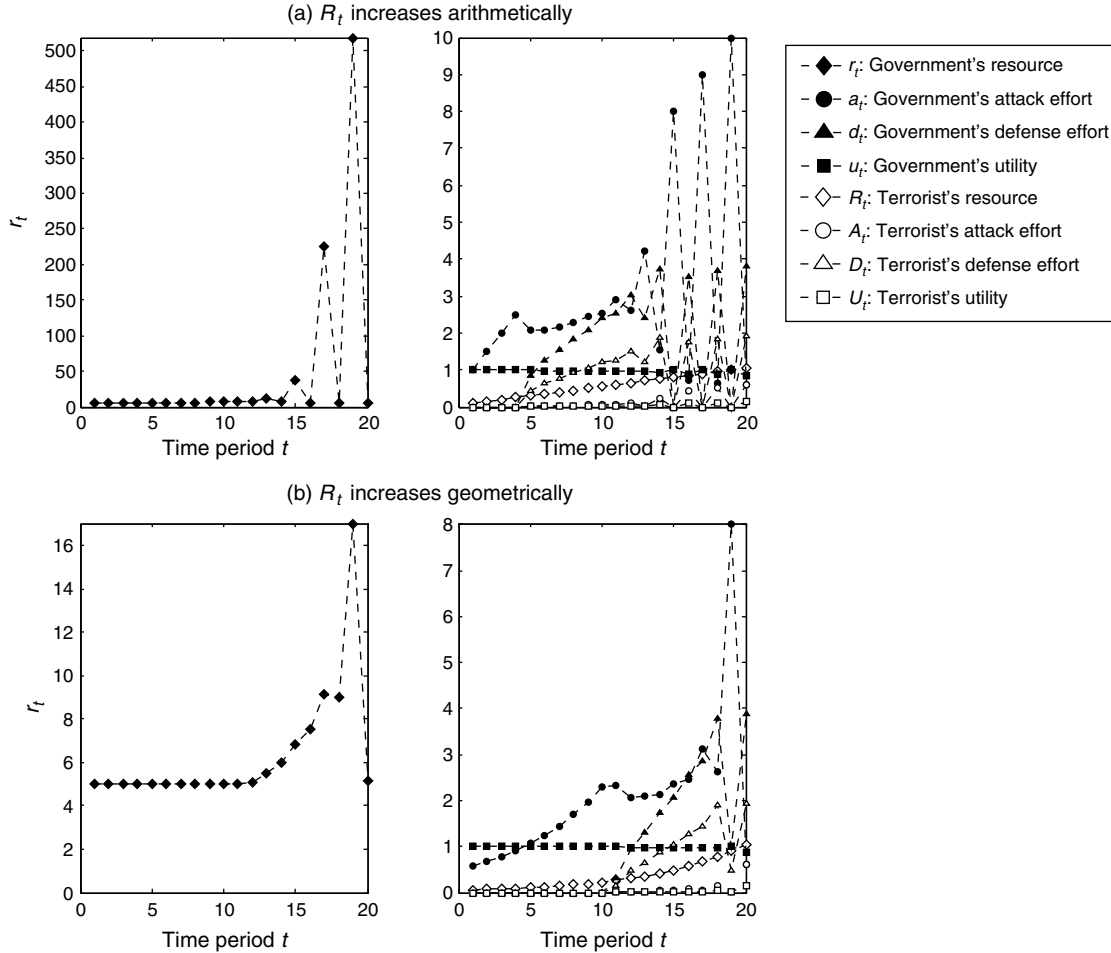 (a) R_t increases arithmetically
500
450
400
350
300
250
200
150
100
50
0
r_t
0 5 10 15 20
Time period t
10
9
8
7
6
5
4
3
2
1
0
0 5 10 15 20
Time period t
r_t: Government's resource
a_t: Government's attack effort
d_t: Government's defense effort
u_t: Government's utility
R_t: Terrorist's resource
A_t: Terrorist's attack effort
D_t: Terrorist's defense effort
U_t: Terrorist's utility
(b) R_t increases geometrically
16
14
12
10
8
6
4
2
0
r_t
0 5 10 15 20
Time period t
8
7
6
5
4
3
2
1
0
0 5 10 15 20
Time period t